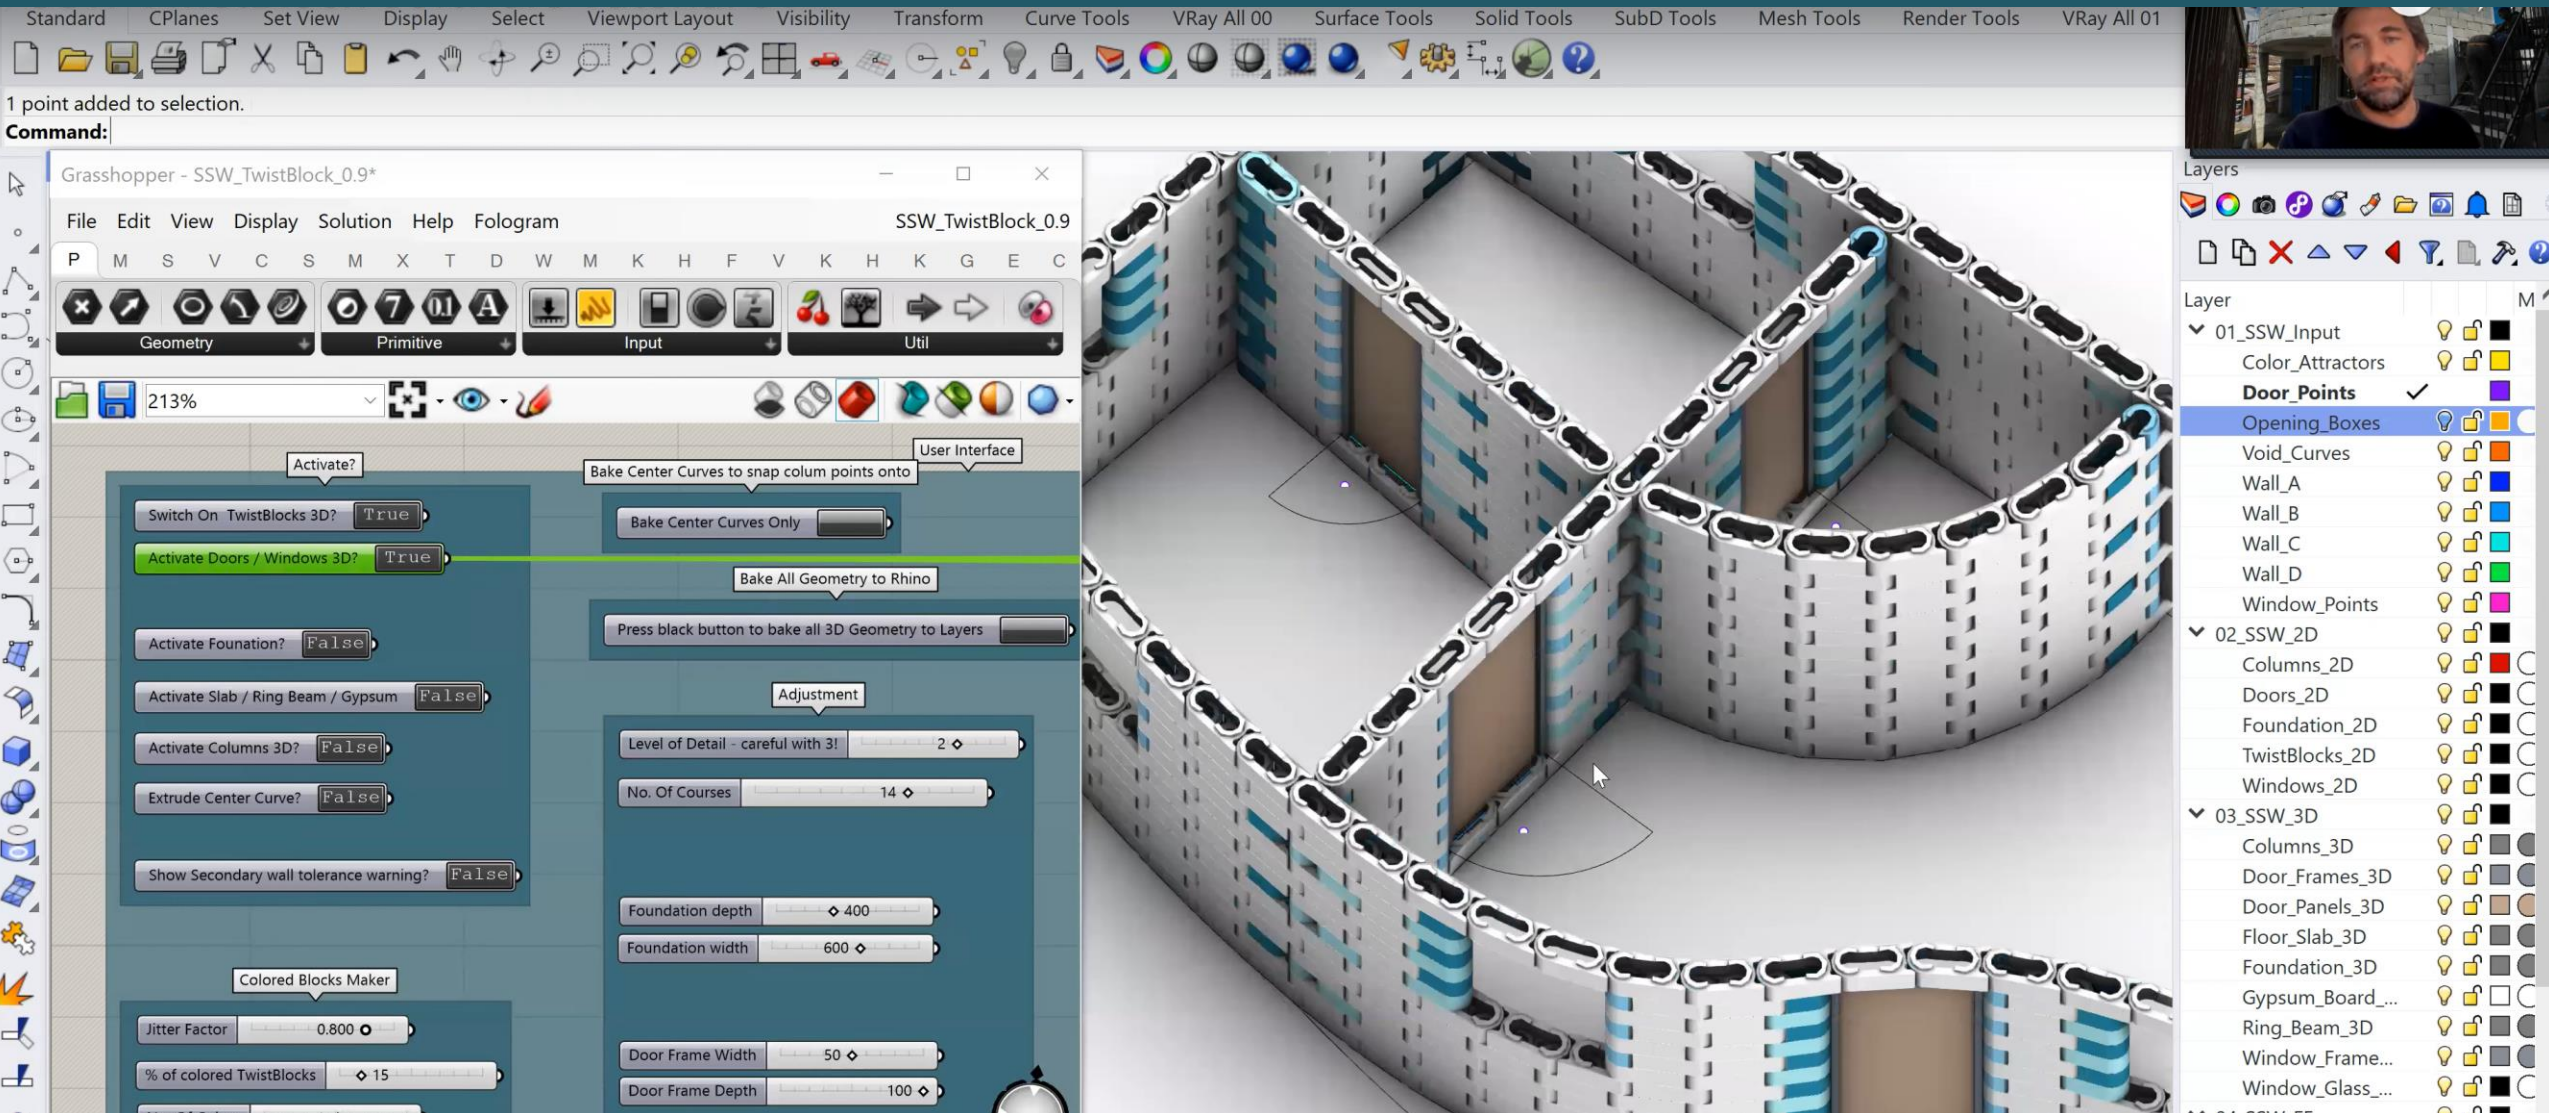 Standard CPlanes Set View Display Select Viewport Layout Visibility Transform Curve Tools VRay All 00 Surface Tools Solid Tools SubD Tools Mesh Tools Render Tools VRay All 01
1 point added to selection.
Command:
Grasshopper - SSW_TwistBlock_0.9*
File Edit View Display Solution Help Fologram SSW_TwistBlock_0.9
P M S V C S M X T D W M K H F V K H K G E C
Geometry Primitive Input Util
213%
User Interface
Activate?
Switch On TwistBlocks 3D? True
Activate Doors / Windows 3D? True
Activate Founation? False
Activate Slab / Ring Beam / Gypsum False
Activate Columns 3D? False
Extrude Center Curve? False
Show Secondary wall tolerance warning? False
Colored Blocks Maker
Jitter Factor 0.800
% of colored TwistBlocks 15
Bake Center Curves to snap colum points onto
Bake Center Curves Only
Bake All Geometry to Rhino
Press black button to bake all 3D Geometry to Layers
Adjustment
Level of Detail - careful with 3! 2
No. Of Courses 14
Foundation depth 400
Foundation width 600
Door Frame Width 50
Door Frame Depth 100
Layers
Layer M
01_SSW_Input
Color_Attractors
Door_Points
Opening_Boxes
Void_Curves
Wall_A
Wall_B
Wall_C
Wall_D
Window_Points
02_SSW_2D
Columns_2D
Doors_2D
Foundation_2D
TwistBlocks_2D
Windows_2D
03_SSW_3D
Columns_3D
Door_Frames_3D
Door_Panels_3D
Floor_Slab_3D
Foundation_3D
Gypsum_Board_...
Ring_Beam_3D
Window_Frame...
Window_Glass_...